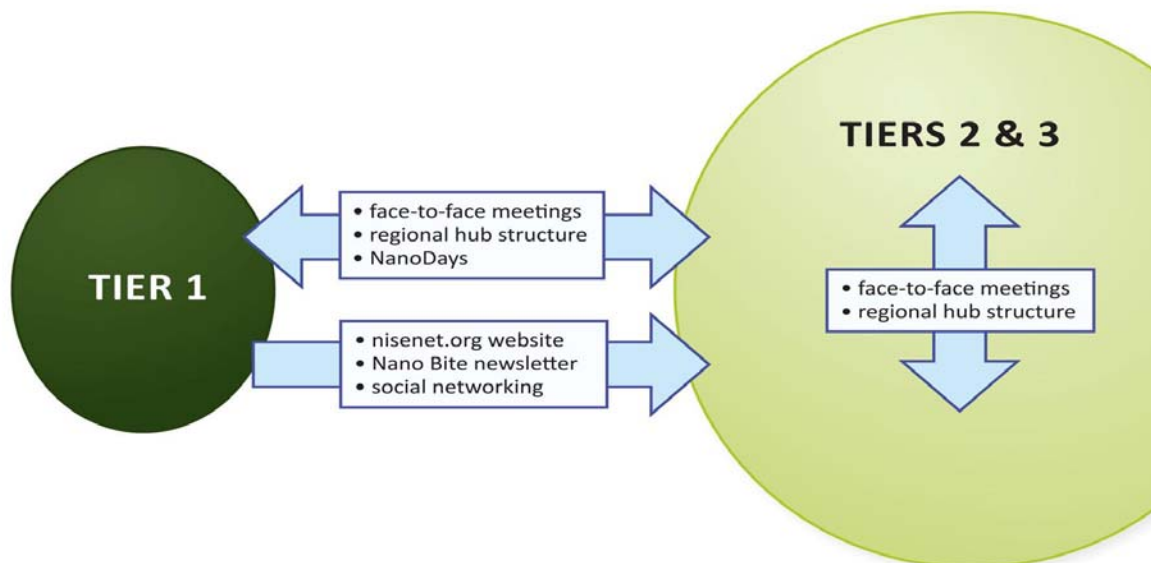 TIER 1
• face-to-face meetings
• regional hub structure
• NanoDays
• nisenet.org website
• Nano Bite newsletter
• social networking
TIERS 2 & 3
• face-to-face meetings
• regional hub structure